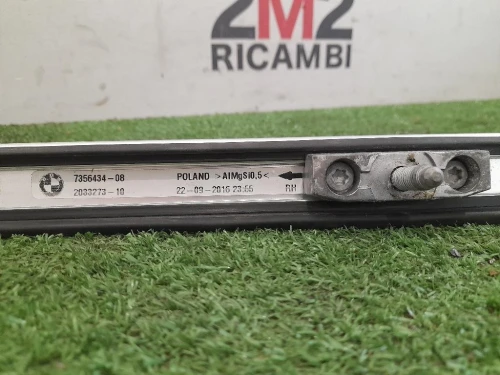 2M2
RICAMBI
7356434-08 POLAND >AlMgSi0,5<
2033273-10 22-09-2016 23:55 RH